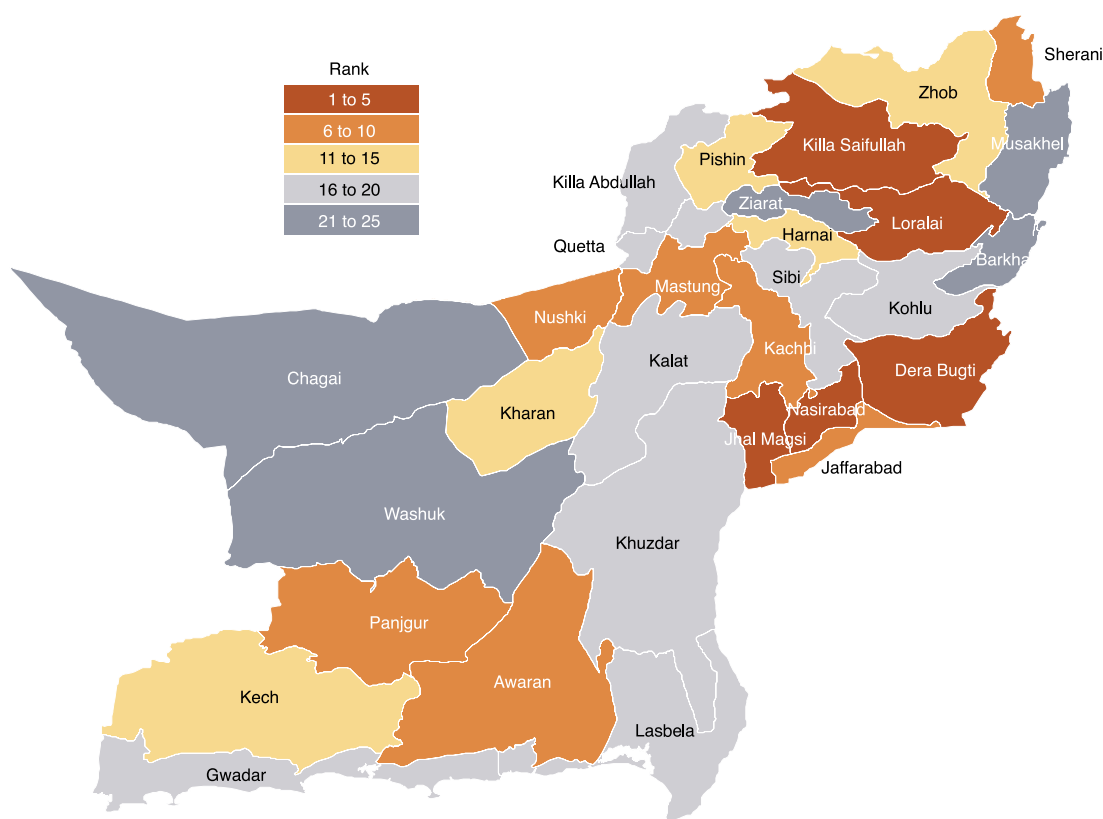 Rank
1 to 5
6 to 10
11 to 15
16 to 20
21 to 25
Sherani
Zhob
Musakhel
Killa Saifullah
Pishin
Killa Abdullah
Ziarat
Loralai
Harnai
Quetta
Barkha
Sibi
Mastung
Kohlu
Nushki
Kachhi
Kalat
Dera Bugti
Chagai
Kharan
Nasirabad
Jhal Magsi
Jaffarabad
Washuk
Khuzdar
Panjgur
Awaran
Kech
Lasbela
Gwadar